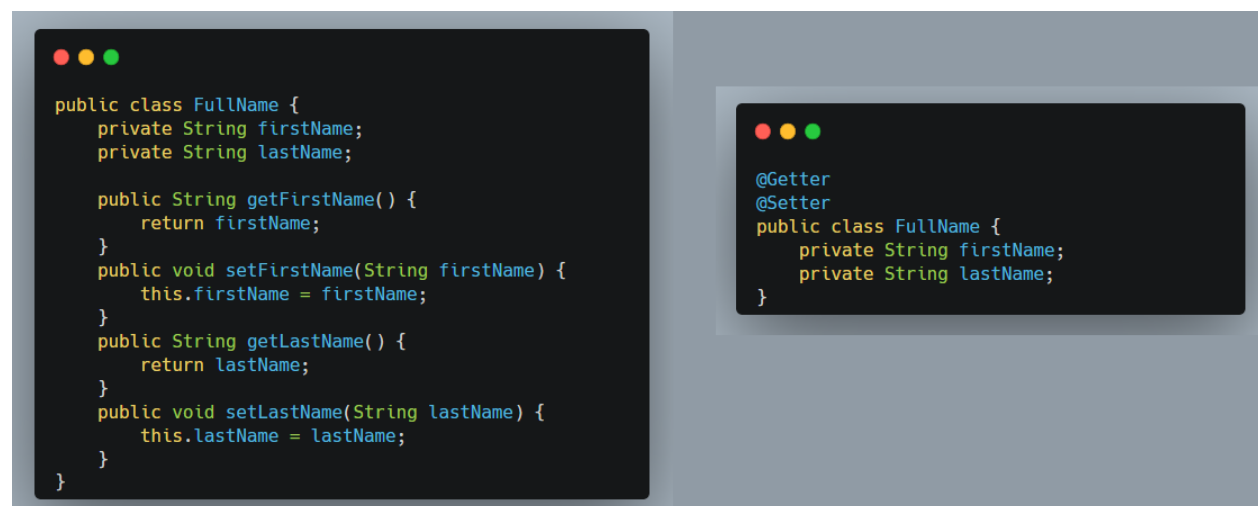 public class FullName {
    private String firstName;
    private String lastName;

    public String getFirstName() {
        return firstName;
    }
    public void setFirstName(String firstName) {
        this.firstName = firstName;
    }
    public String getLastName() {
        return lastName;
    }
    public void setLastName(String lastName) {
        this.lastName = lastName;
    }
}
@Getter
@Setter
public class FullName {
    private String firstName;
    private String lastName;
}